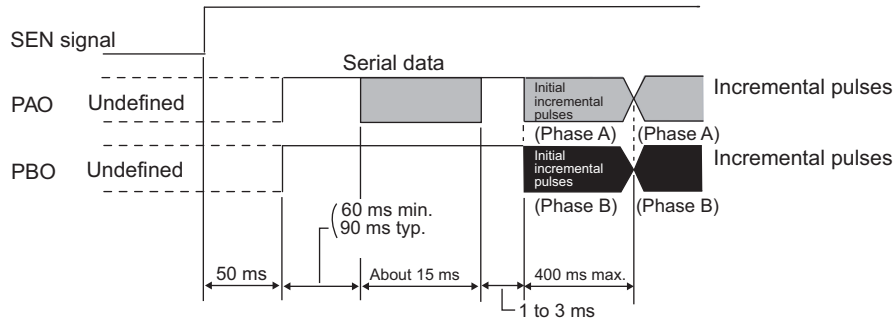 SEN signal
Serial data
PAO
Undefined
Initial
incremental
pulses
Incremental pulses
(Phase A)
(Phase A)
PBO
Undefined
Initial
incremental
pulses
Incremental pulses
(Phase B)
(Phase B)
60 ms min.
90 ms typ.
50 ms
About 15 ms
400 ms max.
1 to 3 ms